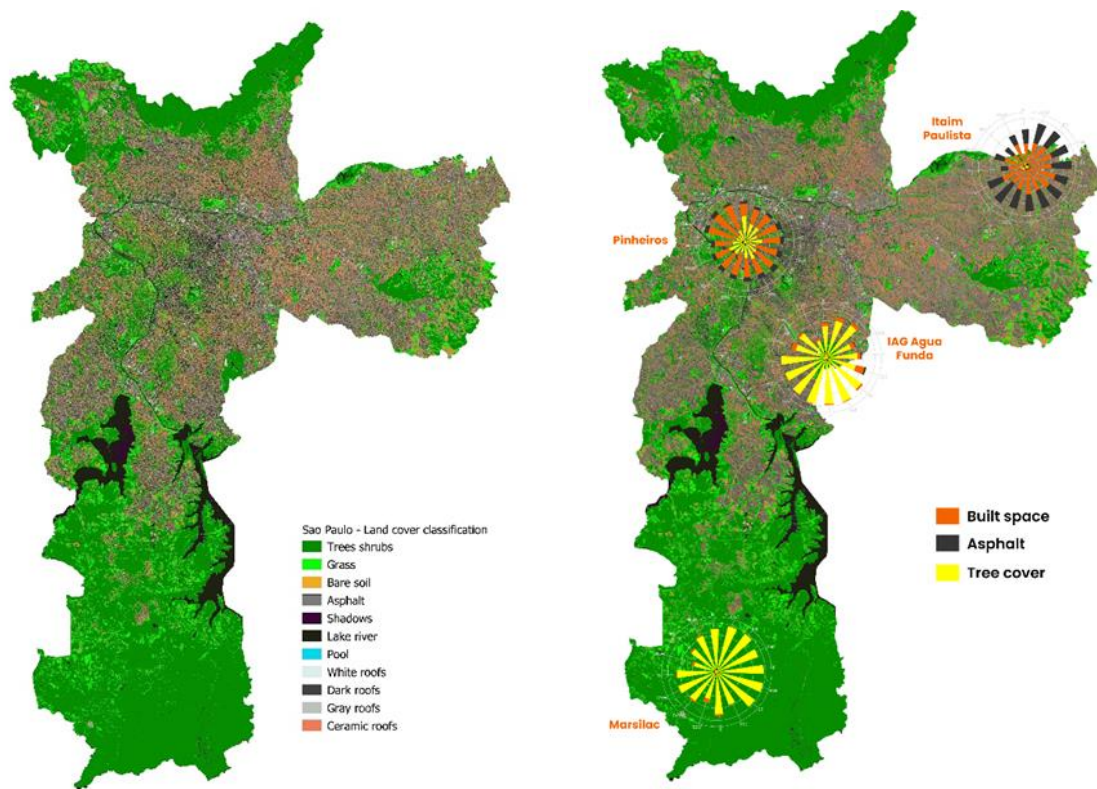 Sao Paulo - Land cover classification
Trees shrubs
Grass
Bare soil
Asphalt
Shadows
Lake river
Pool
White roofs
Dark roofs
Gray roofs
Ceramic roofs
Itaim
Paulista
Pinheiros
IAG Agua
Funda
Built space
Asphalt
Tree cover
Marsilac